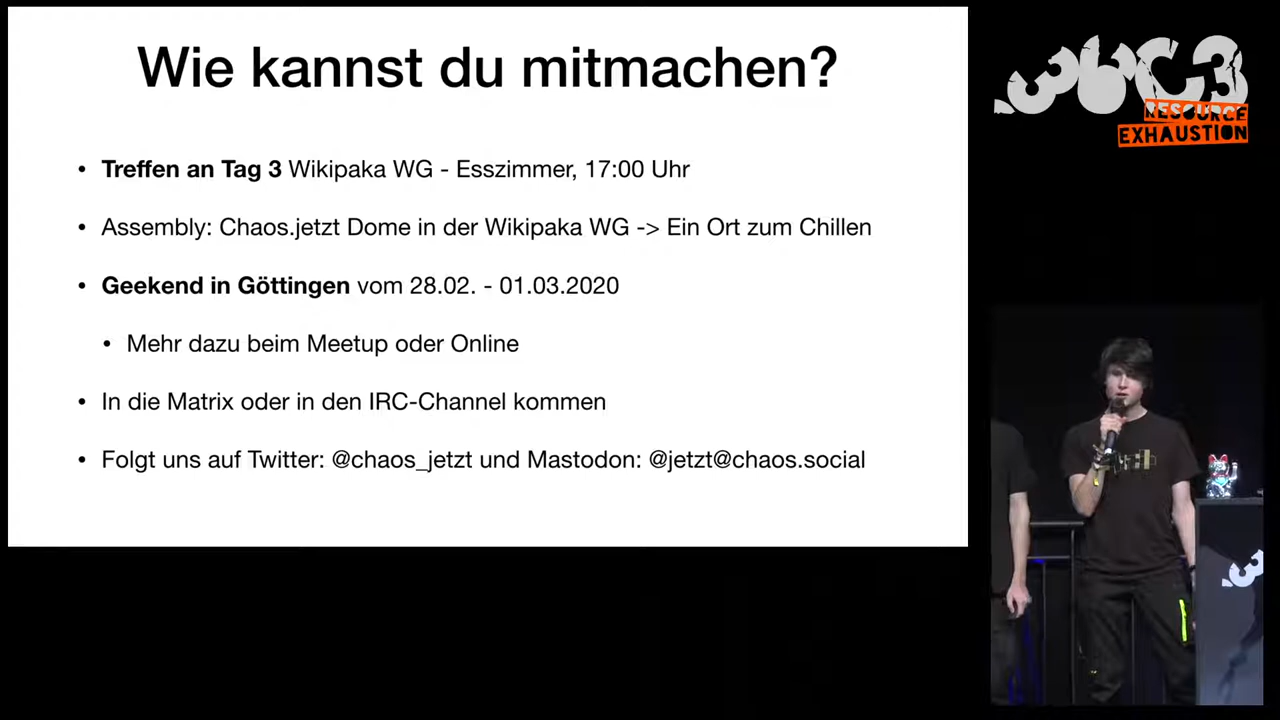 Wie kannst du mitmachen?
• Treffen an Tag 3 Wikipaka WG - Esszimmer, 17:00 Uhr
• Assembly: Chaos.jetzt Dome in der Wikipaka WG -> Ein Ort zum Chillen
• Geekend in Göttingen vom 28.02. - 01.03.2020
• Mehr dazu beim Meetup oder Online
• In die Matrix oder in den IRC-Channel kommen
• Folgt uns auf Twitter: @chaos_jetzt und Mastodon: @jetzt@chaos.social
36C3
RESOURCE
EXHAUSTION